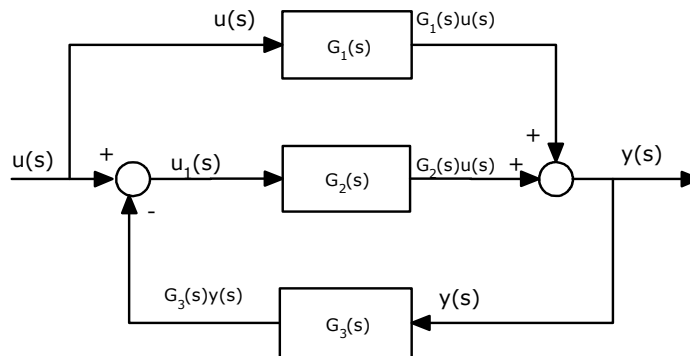 u(s)
G₁(s)
G₁(s)u(s)
+
u(s)
+
u₁(s)
G₂(s)
G₂(s)u(s)
+
y(s)
-
G₃(s)y(s)
G₃(s)
y(s)